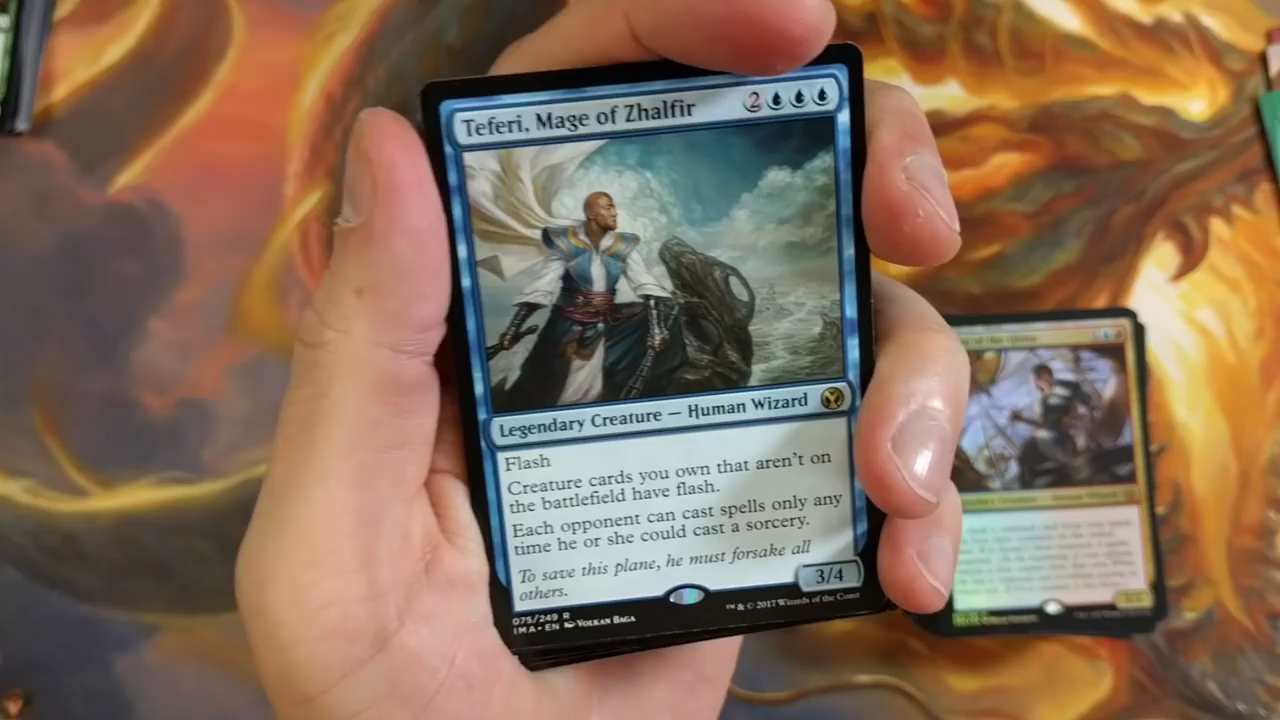 Teferi, Mage of Zhalfir 2
Legendary Creature — Human Wizard
Flash
Creature cards you own that aren't on
the battlefield have flash.
Each opponent can cast spells only any
time he or she could cast a sorcery.
To save this plane, he must forsake all
others.
3/4
075/249 R
IMA • EN VOLKAN BAGA
™ & © 2017 Wizards of the Coast